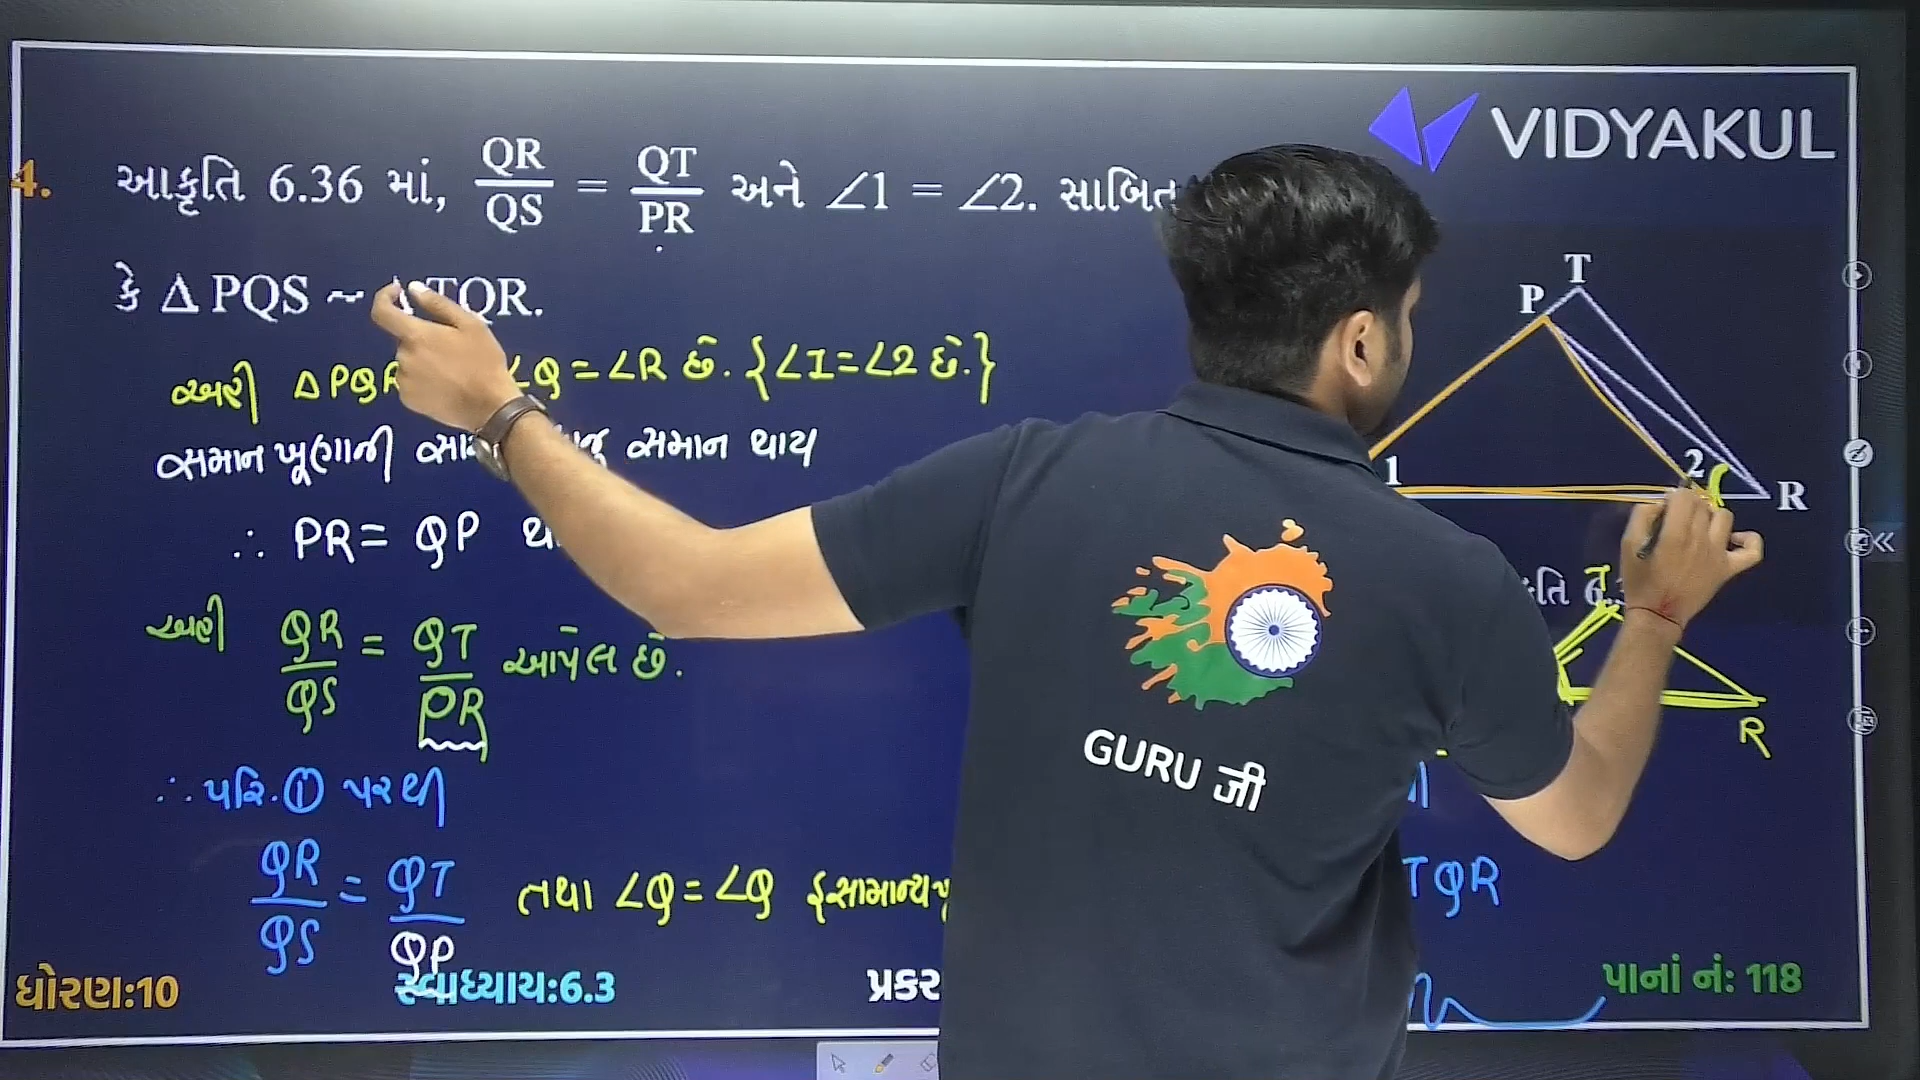 VIDYAKUL
4. આકૃતિ 6.36 માં, QR/QS = QT/PR અને ∠1 = ∠2. સાબિત
કે Δ PQS ~ Δ TQR.
અહી Δ PQR ∠Q = ∠R છે. {∠1 = ∠2 છે.}
સમાન ખૂણાની સમાન થાય
∴ PR = QP
અહી QR/QS = QT/PR આપેલ છે.
∴ પરિ. ① પરથી
QR/QS = QT/QP તથા ∠Q = ∠Q
T
P
1
2
R
T
R
TQR
GURU जी
ધોરણ:10
સ્વાધ્યાય:6.3
પાનાં નં: 118